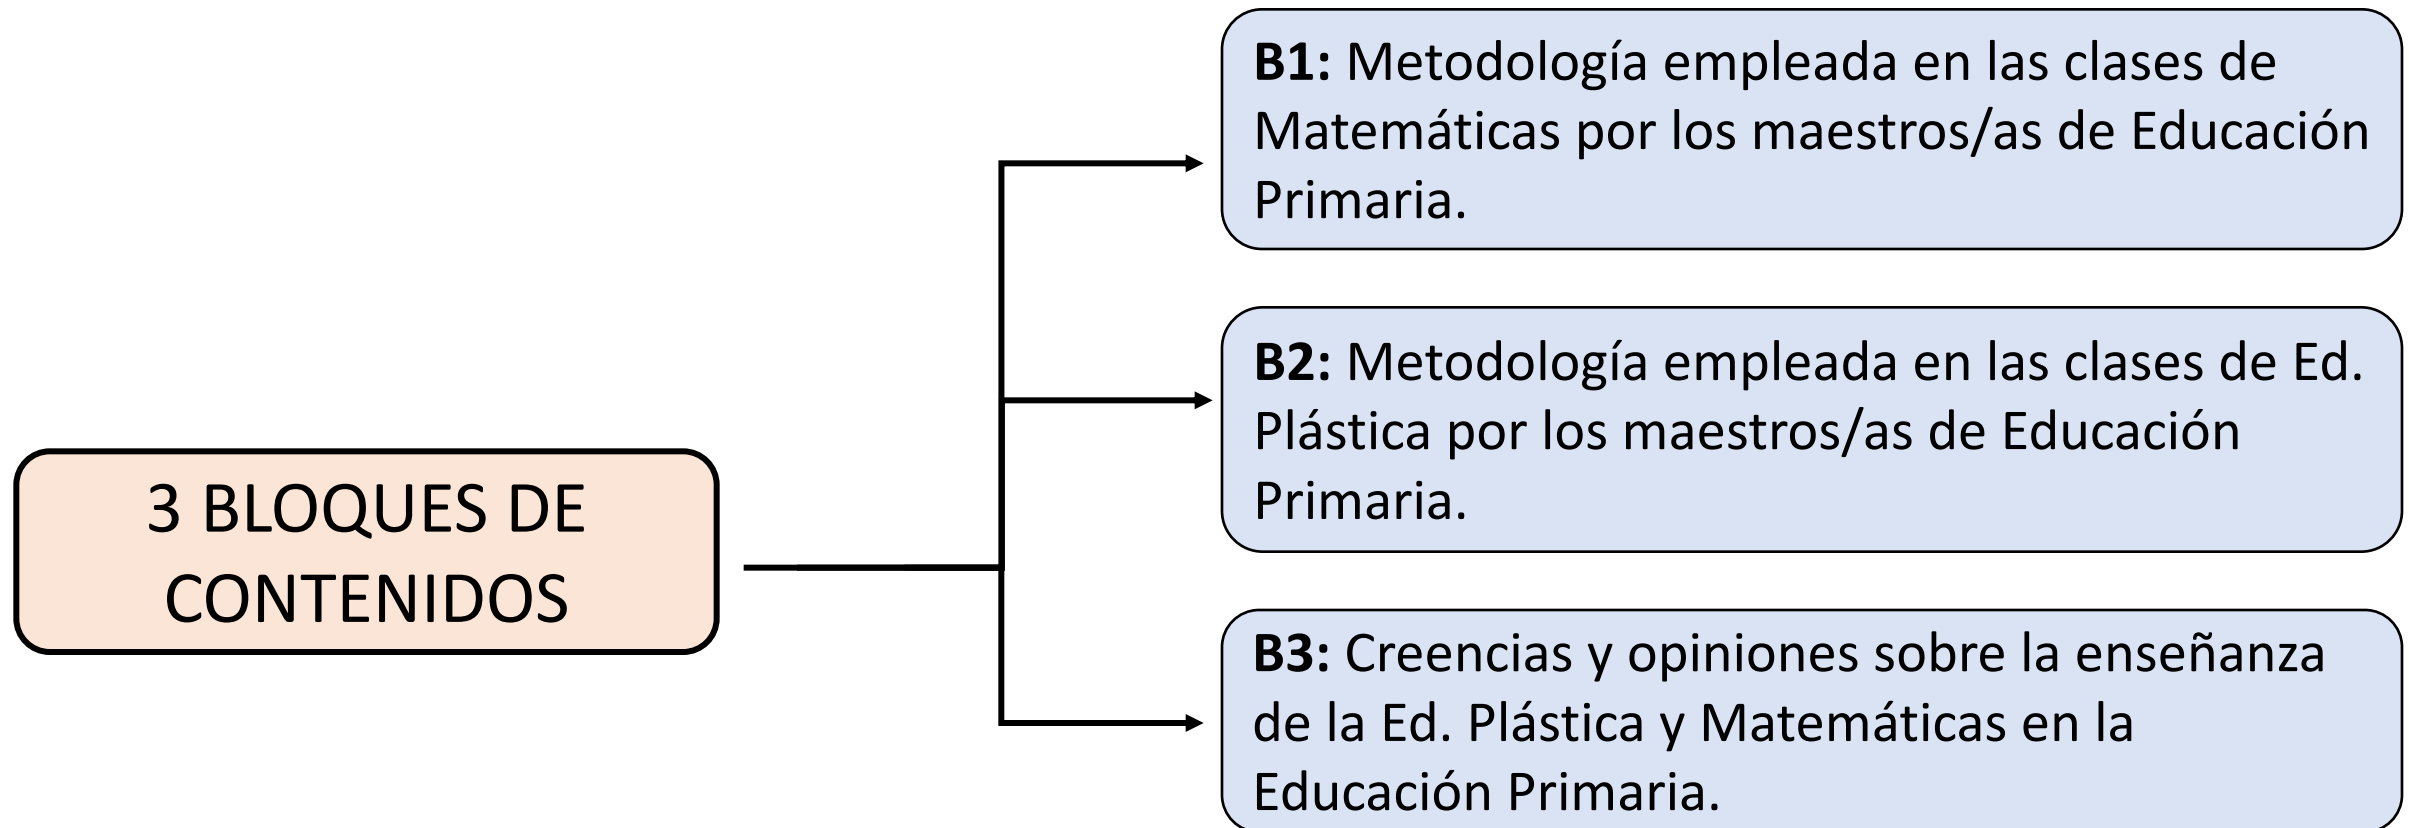 3 BLOQUES DE
CONTENIDOS
B1: Metodología empleada en las clases de
Matemáticas por los maestros/as de Educación
Primaria.
B2: Metodología empleada en las clases de Ed.
Plástica por los maestros/as de Educación
Primaria.
B3: Creencias y opiniones sobre la enseñanza
de la Ed. Plástica y Matemáticas en la
Educación Primaria.